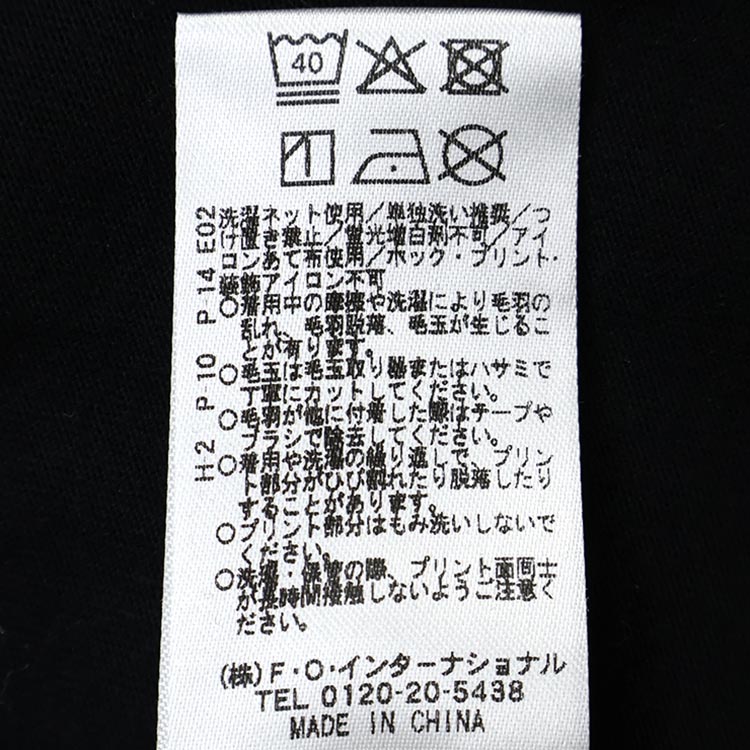 40
洗濯ネット使用/単独洗い推奨/つ
け置き禁止/蛍光増白剤不可/アイ
ロンあて布使用/ホック・プリント・
装飾アイロン不可
○着用中の摩擦や洗濯により毛羽の
乱れ、毛羽脱落、毛玉が生じるこ
とが有ります。
○毛玉は毛玉取り器またはハサミで
丁寧にカットしてください。
○毛羽が他に付着した際はテープや
ブラシで除去してください。
○着用や洗濯の繰り返しで、プリン
ト部分がひび割れたり脱落したり
することがあります。
○プリント部分はもみ洗いしないで
ください。
○洗濯・保管の際、プリント面同士
が長時間接触しないようご注意く
ださい。
(株)F・O・インターナショナル
TEL 0120-20-5438
MADE IN CHINA
H2 P-10 P-14 E02